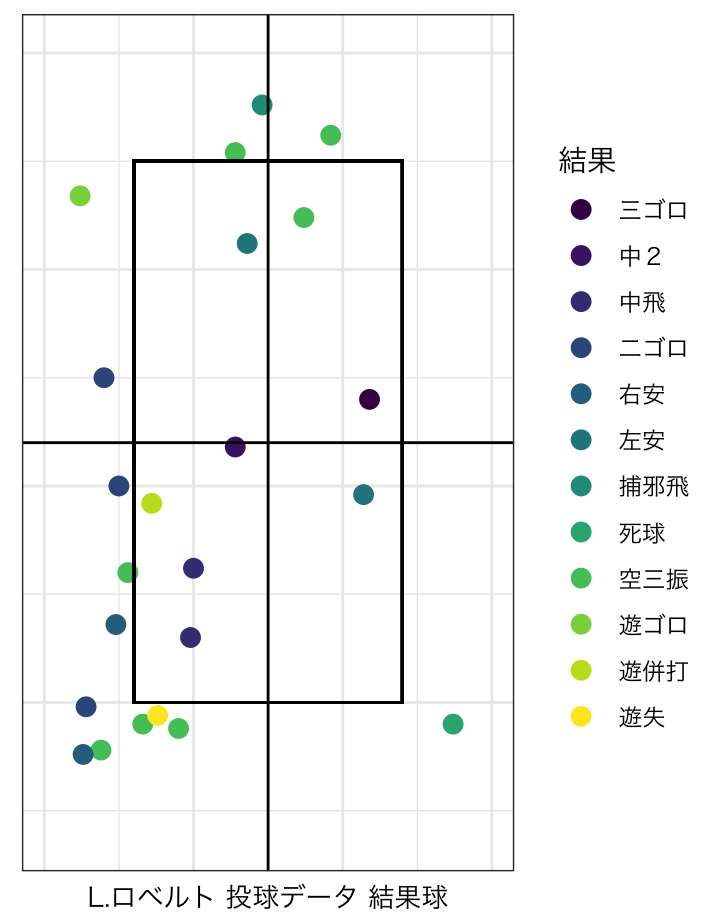 結果
三ゴロ
中２
中飛
二ゴロ
右安
左安
捕邪飛
死球
空三振
遊ゴロ
遊併打
遊失
L.ロベルト 投球データ 結果球